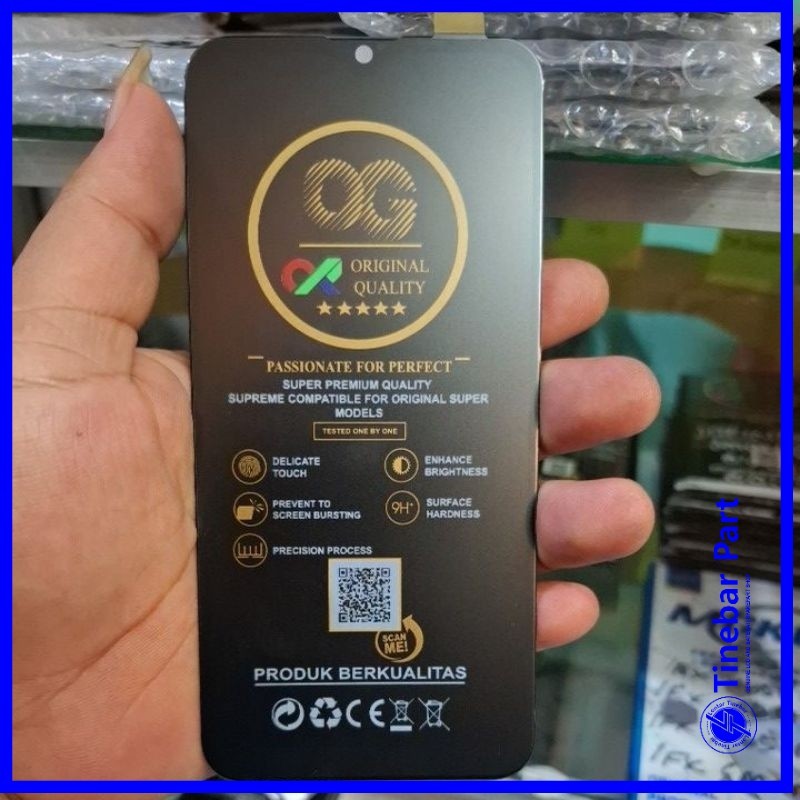 OG
ORIGINAL
QUALITY
PASSIONATE FOR PERFECT
SUPER PREMIUM QUALITY
SUPREME COMPATIBLE FOR ORIGINAL SUPER
MODELS
TESTED ONE BY ONE
DELICATE
TOUCH
ENHANCE
BRIGHTNESS
PREVENT TO
SCREEN BURSTING
9H+
SURFACE
HARDNESS
PRECISION PROCESS
SCAN
ME!
PRODUK BERKUALITAS
CE
Tinebar Part